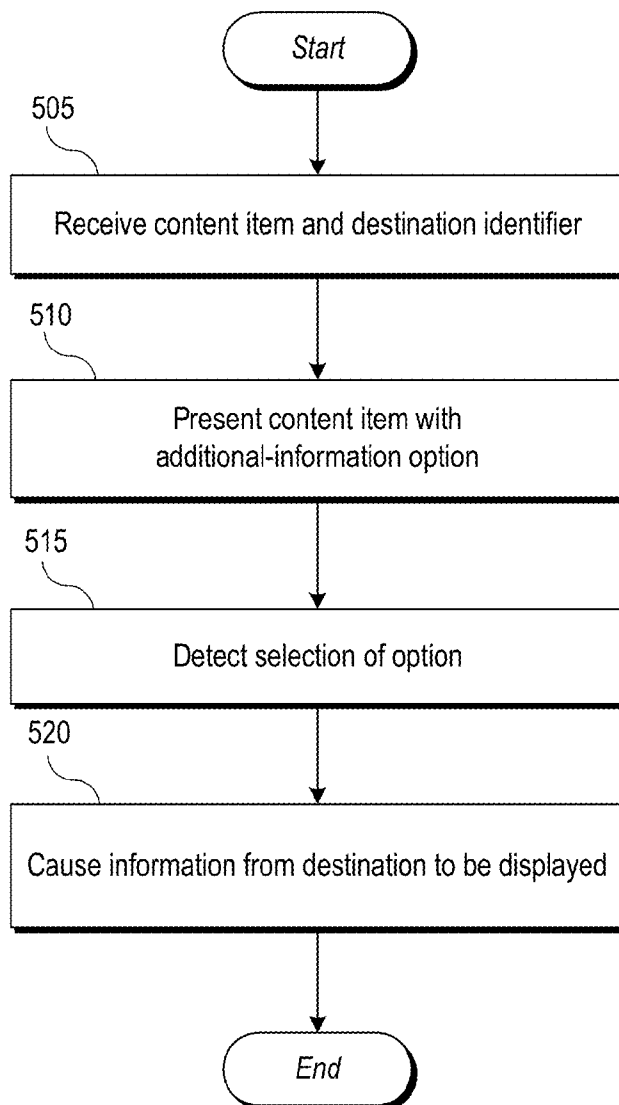 Start
505
Receive content item and destination identifier
510
Present content item with
additional-information option
515
Detect selection of option
520
Cause information from destination to be displayed
End